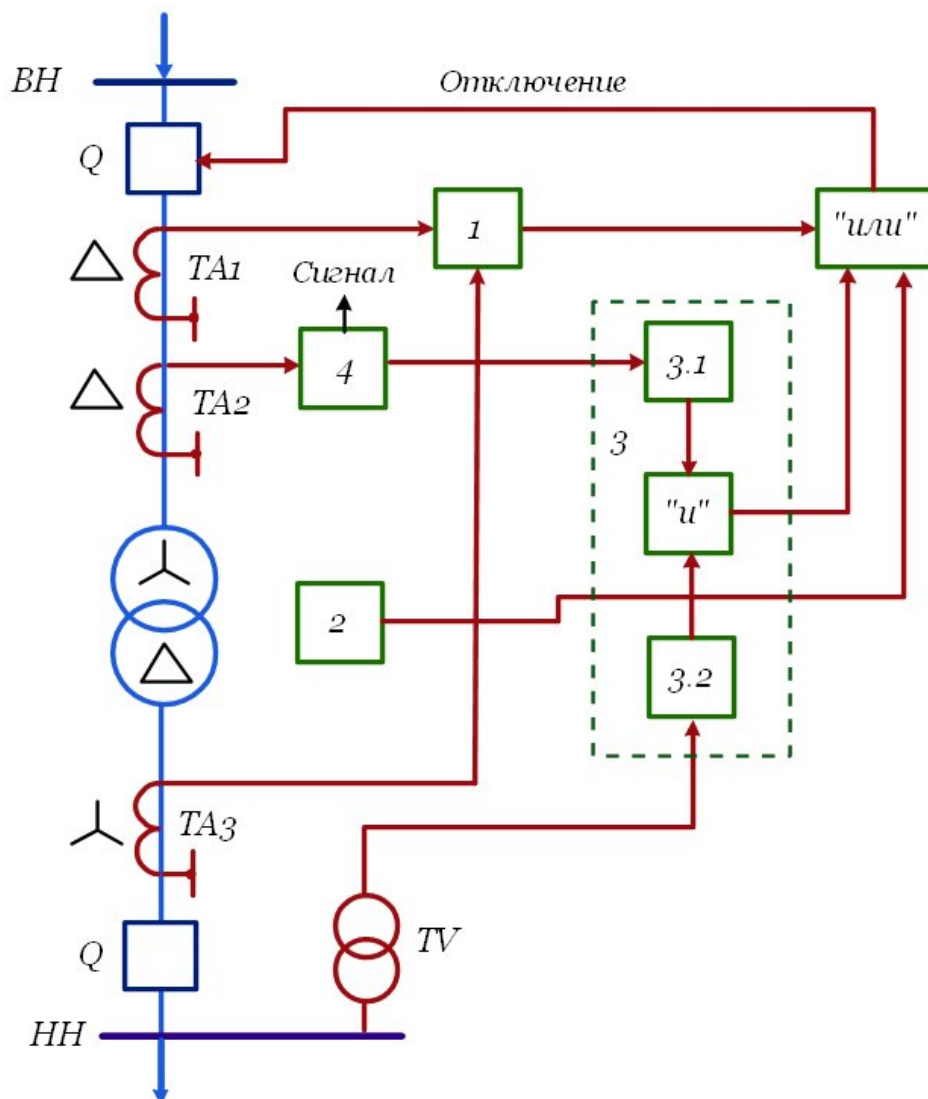 ВН
Отключение
Q
1
"или"
TA1
Сигнал
4
3.1
TA2
3
"и"
2
3.2
TA3
Q
TV
НН